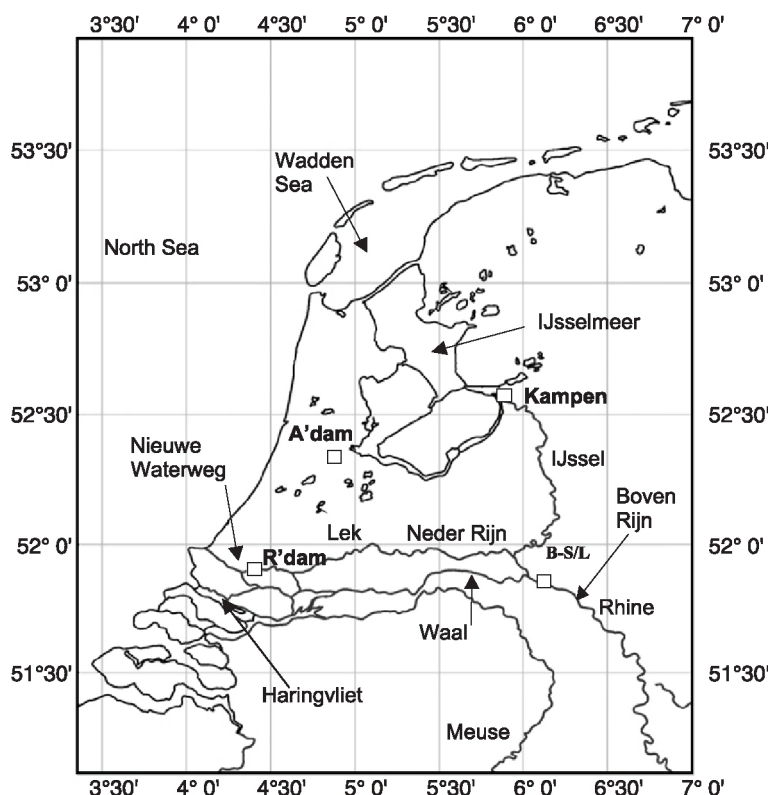 3°30' 4° 0' 4°30' 5° 0' 5°30' 6° 0' 6°30' 7° 0'
53°30' 53°30'
Wadden
Sea
North Sea
53° 0' 53° 0'
IJsselmeer
Kampen
52°30' 52°30'
A'dam
Nieuwe
Waterweg
IJssel
Boven
Rijn
Lek Neder Rijn
52° 0' 52° 0'
R'dam B-S/L
Rhine
Waal
51°30' 51°30'
Haringvliet
Meuse
3°30' 4° 0' 4°30' 5° 0' 5°30' 6° 0' 6°30' 7° 0'